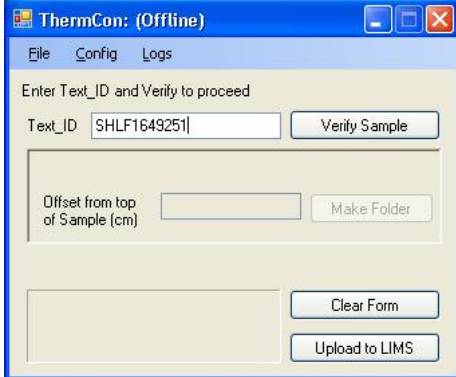 ThermCon: (Offline)
File Config Logs
Enter Text_ID and Verify to proceed
Text_ID SHLF1649251 Verify Sample
Offset from top
of Sample (cm)
Make Folder
Clear Form
Upload to LIMS